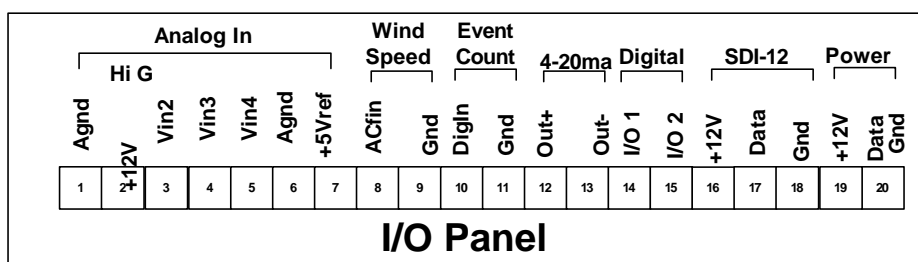 Analog In
Wind Speed
Event Count
4-20ma
Digital
SDI-12
Power
Hi G
Agnd
+12V
Vin2
Vin3
Vin4
Agnd
+5Vref
ACfin
Gnd
DigIn
Gnd
Out+
Out-
I/O 1
I/O 2
+12V
Data
Gnd
+12V
Data Gnd
1 2 3 4 5 6 7 8 9 10 11 12 13 14 15 16 17 18 19 20
I/O Panel